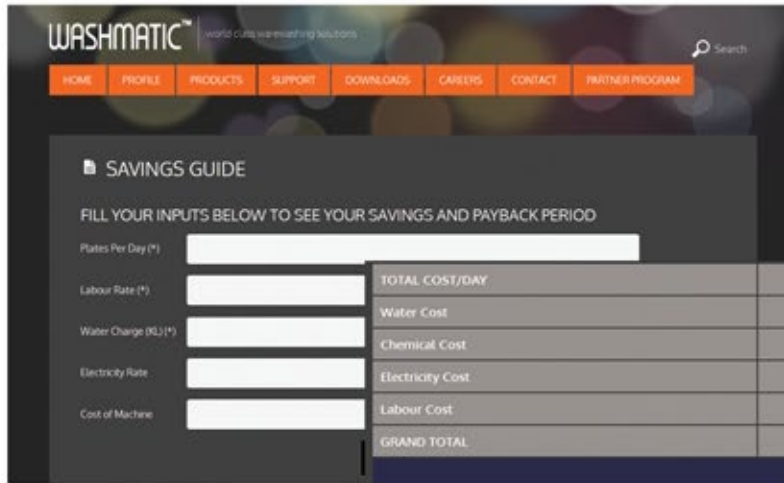 WASHMATIC™ world class warewashing solutions
Search
HOME PROFILE PRODUCTS SUPPORT DOWNLOADS CAREERS CONTACT PARTNER PROGRAM
SAVINGS GUIDE
FILL YOUR INPUTS BELOW TO SEE YOUR SAVINGS AND PAYBACK PERIOD
Plates Per Day (*)
Labour Rate (*)
Water Charge (KL) (*)
Electricity Rate
Cost of Machine
TOTAL COST/DAY
Water Cost
Chemical Cost
Electricity Cost
Labour Cost
GRAND TOTAL